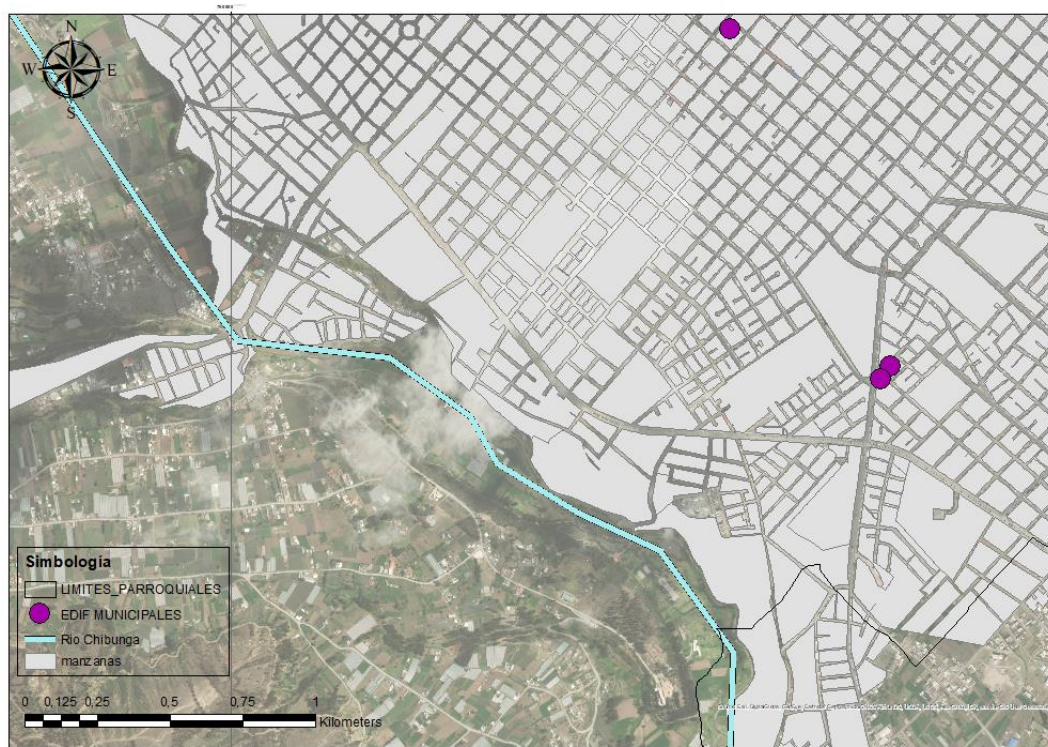 N
W E
S
Simbología
LIMITES_PARROQUIALES
EDIF MUNICIPALES
Rio Chibunga
manzanas
0 0,125 0,25 0,5 0,75 1
Kilometers